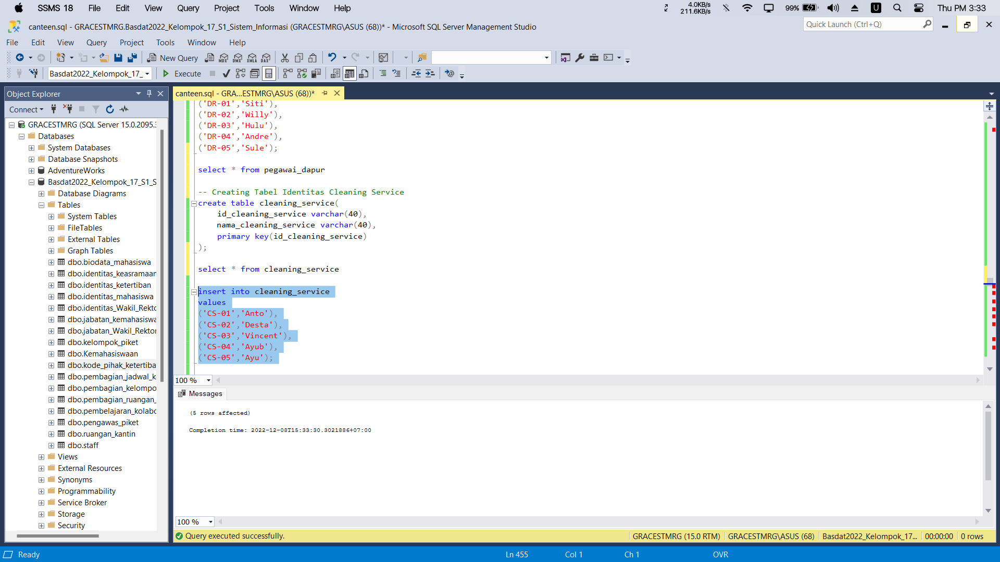 SSMS 18 File Edit View Query Project Tools Window Help
4.0KB/s
211.6KB/s
99%
U
Thu PM 3:33
canteen.sql - GRACESTMRG.Basdat2022_Kelompok_17_S1_Sistem_Informasi (GRACESTMRG\ASUS (68))* - Microsoft SQL Server Management Studio
Quick Launch (Ctrl+Q)
File Edit View Query Project Tools Window Help
New Query
MDX DMX XMLA DAX
Basdat2022_Kelompok_17_
Execute
Object Explorer
Connect
GRACESTMRG (SQL Server 15.0.2095.3
Databases
System Databases
Database Snapshots
AdventureWorks
Basdat2022_Kelompok_17_S1_S
Database Diagrams
Tables
System Tables
FileTables
External Tables
Graph Tables
dbo.biodata_mahasiswa
dbo.identitas_keasramaan
dbo.identitas_ketertiban
dbo.identitas_mahasiswa
dbo.identitas_Wakil_Rekto
dbo.jabatan_kemahasiswa
dbo.jabatan_Wakil_Rektor
dbo.kelompok_piket
dbo.Kemahasiswaan
dbo.kode_pihak_ketertiba
dbo.pembagian_jadwal_k
dbo.pembagian_kelompo
dbo.pembagian_ruangan_
dbo.pembelajaran_kolabo
dbo.pengawas_piket
dbo.ruangan_kantin
dbo.staff
Views
External Resources
Synonyms
Programmability
Service Broker
Storage
Security
canteen.sql - GRA...ESTMRG\ASUS (68))*
('DR-01','Siti'),
('DR-02','Willy'),
('DR-03','Hulu'),
('DR-04','Andre'),
('DR-05','Sule');
select * from pegawai_dapur
-- Creating Tabel Identitas Cleaning Service
create table cleaning_service(
id_cleaning_service varchar(40),
nama_cleaning_service varchar(40),
primary key(id_cleaning_service)
);
select * from cleaning_service
insert into cleaning_service
values
('CS-01','Anto'),
('CS-02','Desta'),
('CS-03','Vincent'),
('CS-04','Ayub'),
('CS-05','Ayu');
100 %
Messages
(5 rows affected)
Completion time: 2022-12-08T15:33:30.3021886+07:00
100 %
Query executed successfully.
GRACESTMRG (15.0 RTM) GRACESTMRG\ASUS (68) Basdat2022_Kelompok_17... 00:00:00 0 rows
Ready
Ln 455 Col 1 Ch 1 OVR